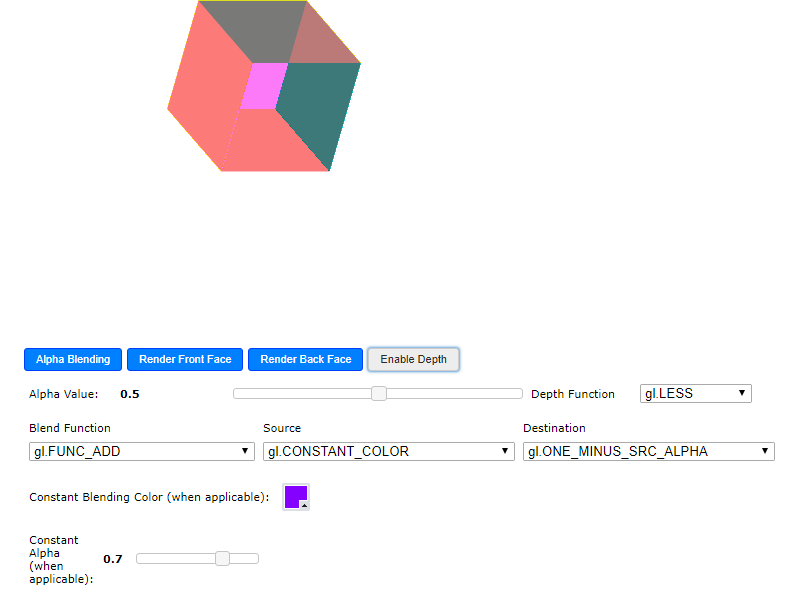 Alpha Blending Render Front Face Render Back Face Enable Depth
Alpha Value: 0.5 Depth Function gl.LESS
Blend Function Source Destination
gl.FUNC_ADD gl.CONSTANT_COLOR gl.ONE_MINUS_SRC_ALPHA
Constant Blending Color (when applicable):
Constant
Alpha
(when
applicable): 0.7